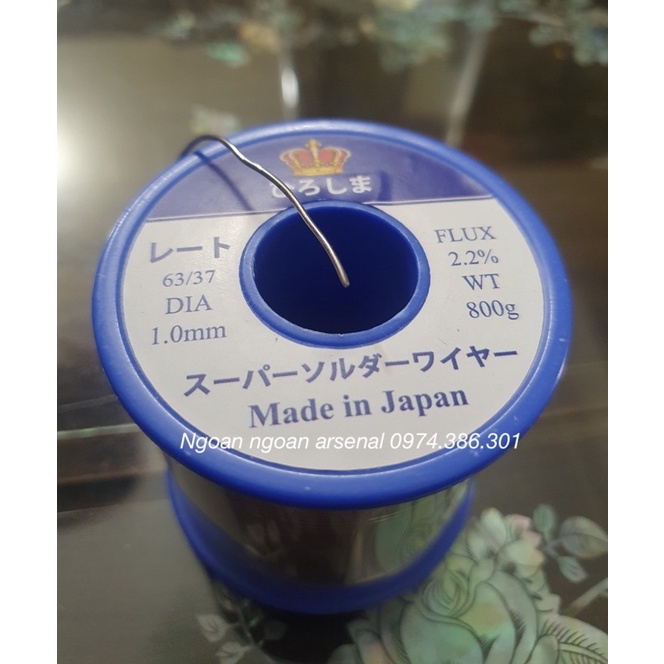 ひろしま
レート
63/37
DIA
1.0mm
FLUX
2.2%
WT
800g
スーパーソルダーワイヤー
Made in Japan
Ngoan ngoan arsenal 0974.386.301